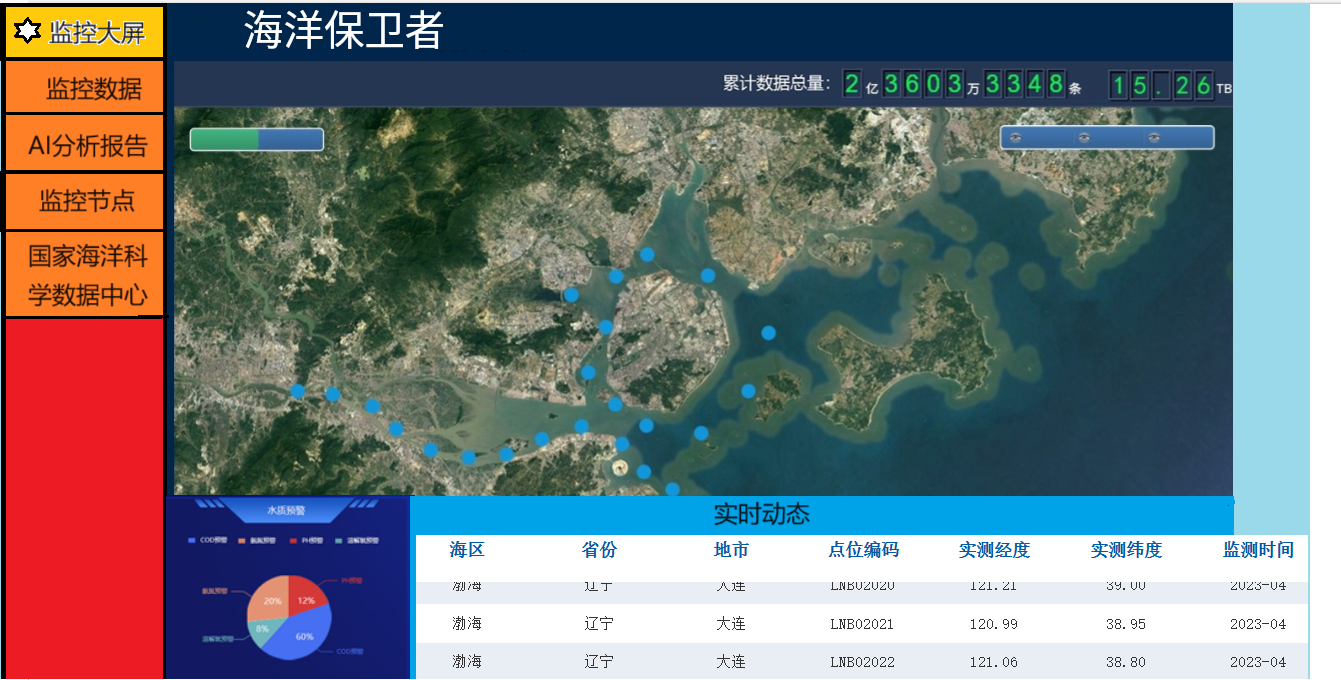 监控大屏
监控数据
AI分析报告
监控节点
国家海洋科
学数据中心
海洋保卫者
累计数据总量： 2 亿 3603 万 3348 条 15.26 TB
水质预警
COD预警 氨氮预警 PH预警 溶解氧预警
氨氮预警
PH预警
20%
12%
8%
60%
溶解氧预警
COD预警
实时动态
海区 省份 地市 点位编码 实测经度 实测纬度 监测时间
渤海 辽宁 大连 LNB02020 121.21 39.00 2023-04
渤海 辽宁 大连 LNB02021 120.99 38.95 2023-04
渤海 辽宁 大连 LNB02022 121.06 38.80 2023-04